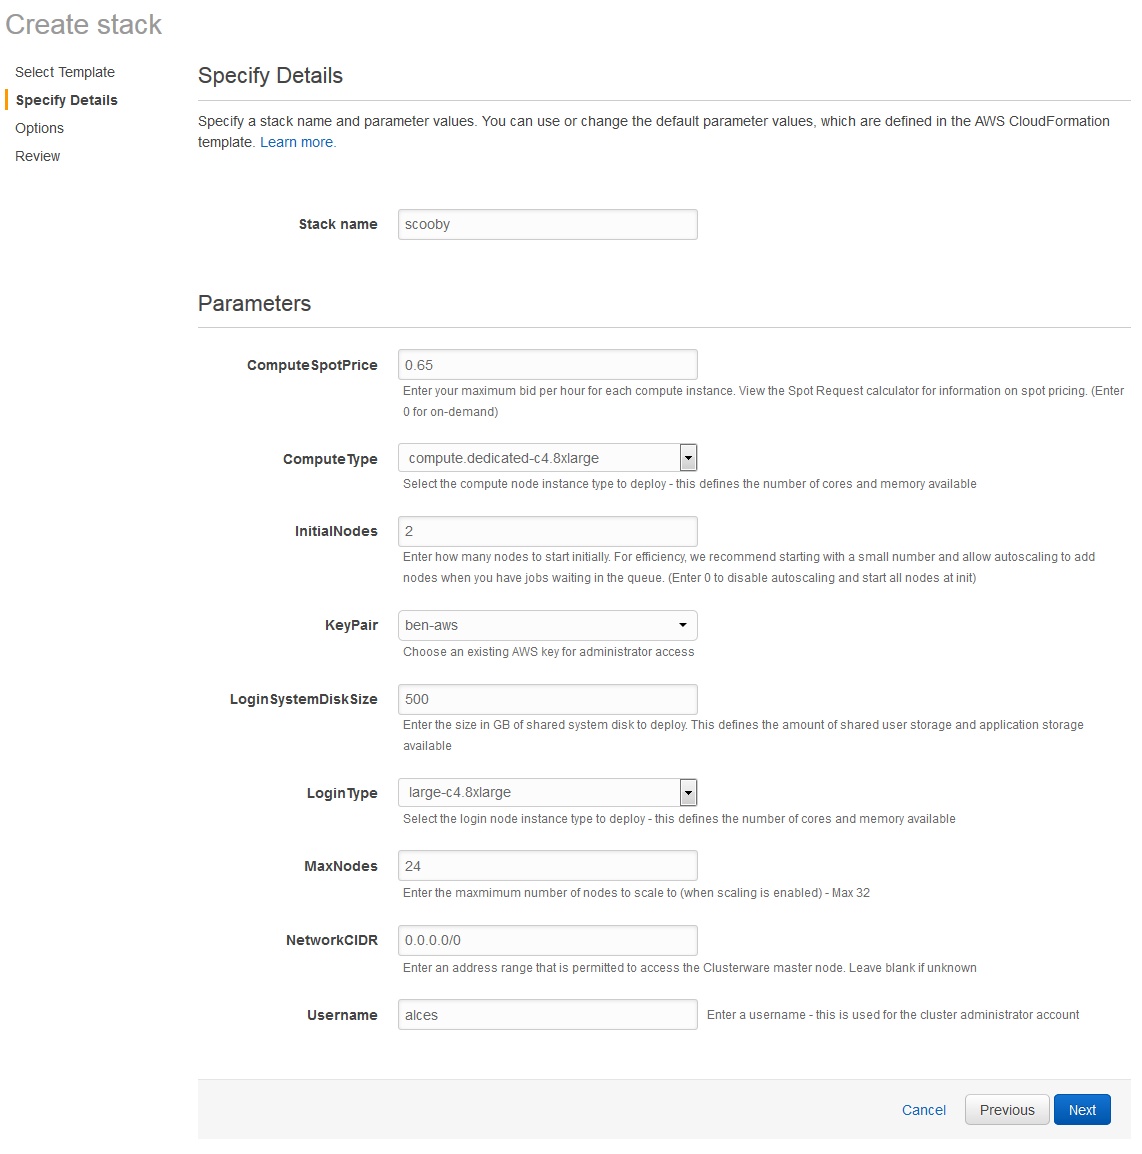 Create stack
Select Template
Specify Details
Options
Review
Specify Details
Specify a stack name and parameter values. You can use or change the default parameter values, which are defined in the AWS CloudFormation
template. Learn more.
Stack name
scooby
Parameters
ComputeSpotPrice
0.65
Enter your maximum bid per hour for each compute instance. View the Spot Request calculator for information on spot pricing. (Enter
0 for on-demand)
ComputeType
compute.dedicated-c4.8xlarge
Select the compute node instance type to deploy - this defines the number of cores and memory available
InitialNodes
2
Enter how many nodes to start initially. For efficiency, we recommend starting with a small number and allow autoscaling to add
nodes when you have jobs waiting in the queue. (Enter 0 to disable autoscaling and start all nodes at init)
KeyPair
ben-aws
Choose an existing AWS key for administrator access
LoginSystemDiskSize
500
Enter the size in GB of shared system disk to deploy. This defines the amount of shared user storage and application storage
available
LoginType
large-c4.8xlarge
Select the login node instance type to deploy - this defines the number of cores and memory available
MaxNodes
24
Enter the maxmimum number of nodes to scale to (when scaling is enabled) - Max 32
NetworkCIDR
0.0.0.0/0
Enter an address range that is permitted to access the Clusterware master node. Leave blank if unknown
Username
alces
Enter a username - this is used for the cluster administrator account
Cancel
Previous
Next